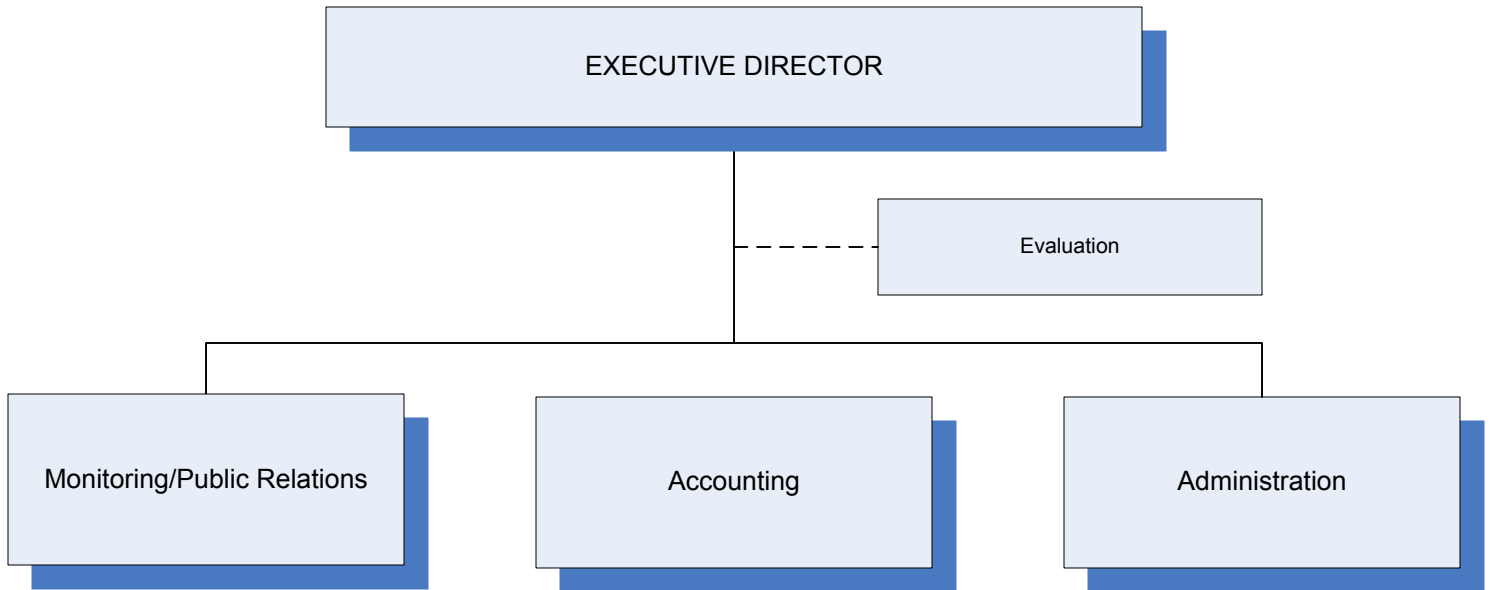 EXECUTIVE DIRECTOR
Evaluation
Monitoring/Public Relations
Accounting
Administration